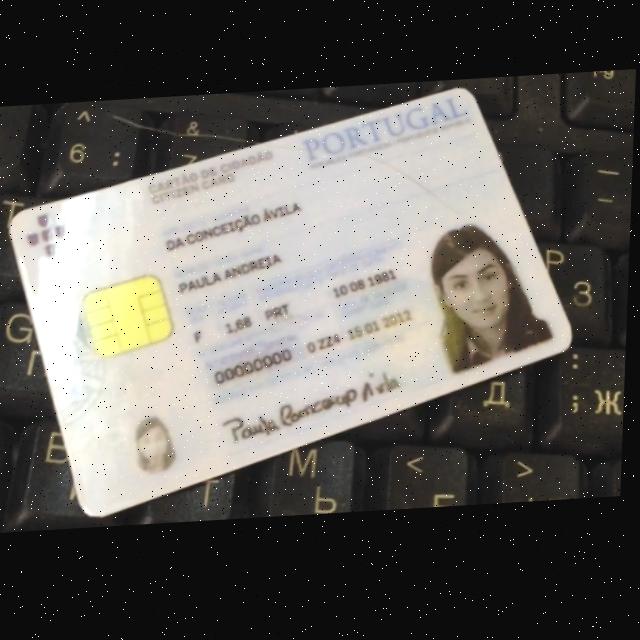 PORTUGAL
CARTÃO DE CIDADÃO
CITIZEN CARD
DA CONCEIÇÃO ÁVILA
PAULA ANDREIA
F 1,68 PRT 10 08 1981
00000000 0 ZZ4 15 01 2012
Paula Conceição Ávila
6 :
&
P
З
:
; Ж
Д
М
<
>
Ь